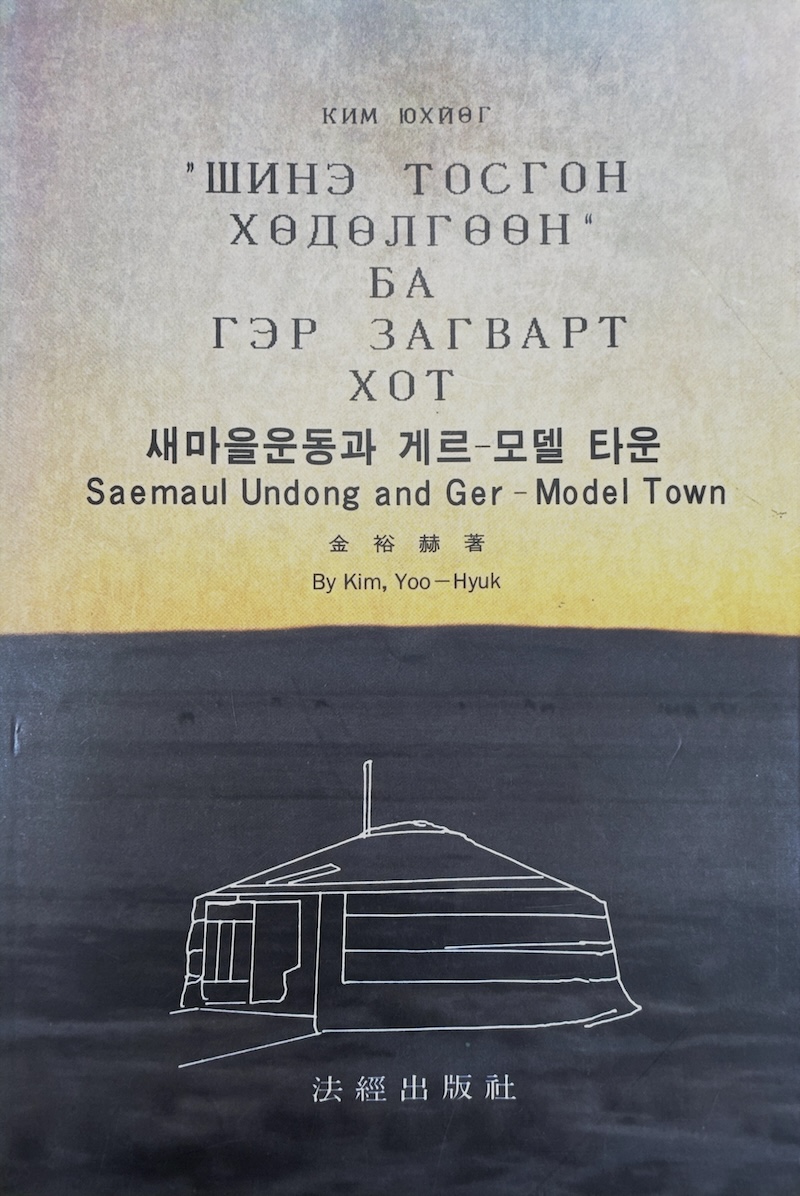 КИМ ЮХЙӨГ
"ШИНЭ ТОСГОН
ХӨДӨЛГӨӨН"
БА
ГЭР ЗАГВАРТ
ХОТ
새마을운동과 게르-모델 타운
Saemaul Undong and Ger-Model Town
金裕赫著
By Kim, Yoo-Hyuk
法經出版社